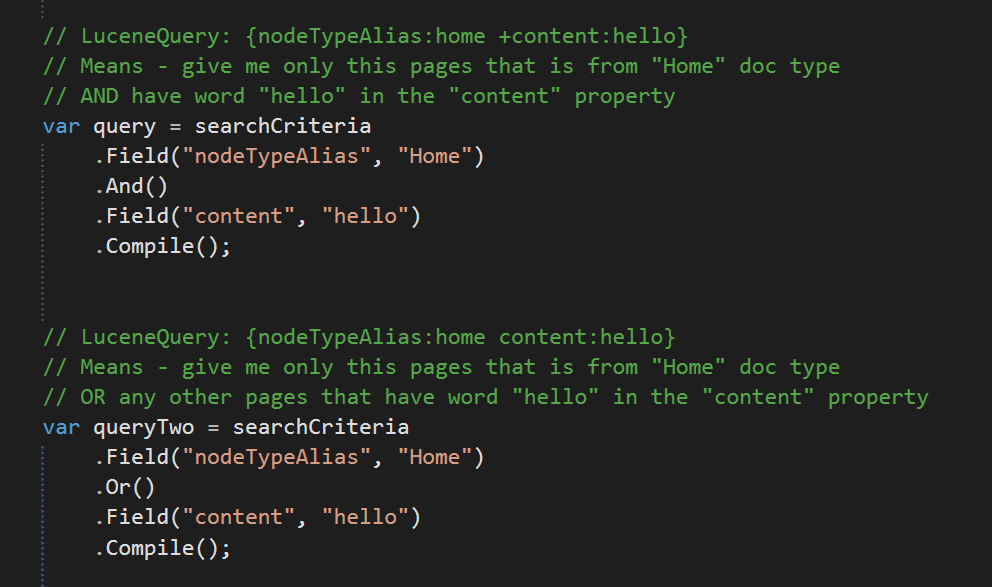 // LuceneQuery: {nodeTypeAlias:home +content:hello}
// Means - give me only this pages that is from "Home" doc type
// AND have word "hello" in the "content" property
var query = searchCriteria
.Field("nodeTypeAlias", "Home")
.And()
.Field("content", "hello")
.Compile();
// LuceneQuery: {nodeTypeAlias:home content:hello}
// Means - give me only this pages that is from "Home" doc type
// OR any other pages that have word "hello" in the "content" property
var queryTwo = searchCriteria
.Field("nodeTypeAlias", "Home")
.Or()
.Field("content", "hello")
.Compile();